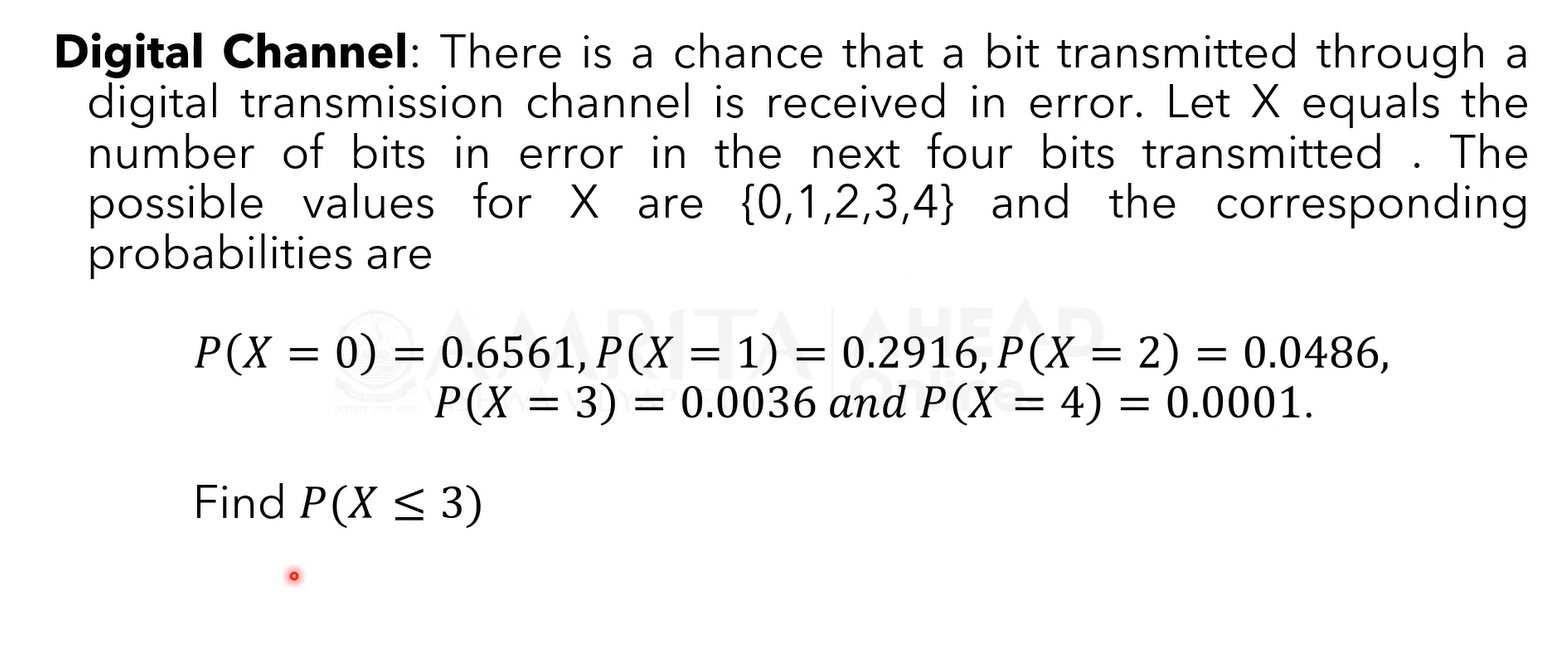 Digital Channel: There is a chance that a bit transmitted through a
digital transmission channel is received in error. Let X equals the
number of bits in error in the next four bits transmitted . The
possible values for X are {0,1,2,3,4} and the corresponding
probabilities are
AMRITA AHEAD
Online
P(X = 0) = 0.6561, P(X = 1) = 0.2916, P(X = 2) = 0.0486,
P(X = 3) = 0.0036 and P(X = 4) = 0.0001.
Find P(X ≤ 3)